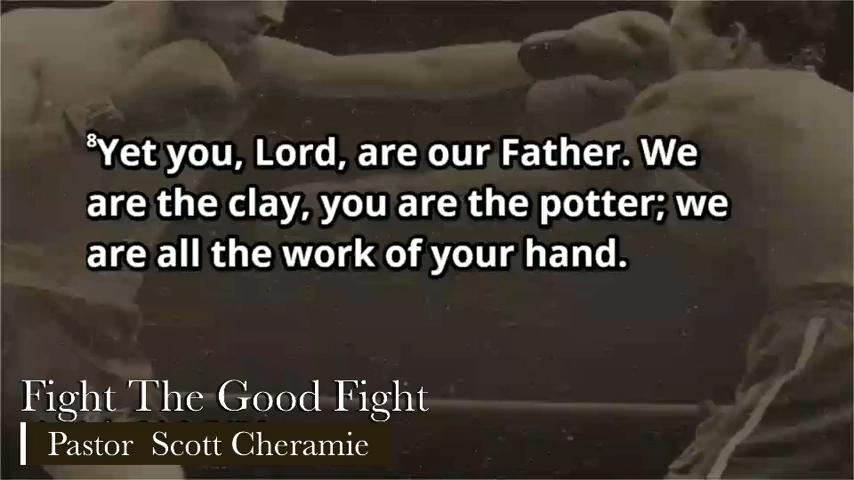 8Yet you, Lord, are our Father. We
are the clay, you are the potter; we
are all the work of your hand.
Fight The Good Fight
Pastor Scott Cheramie